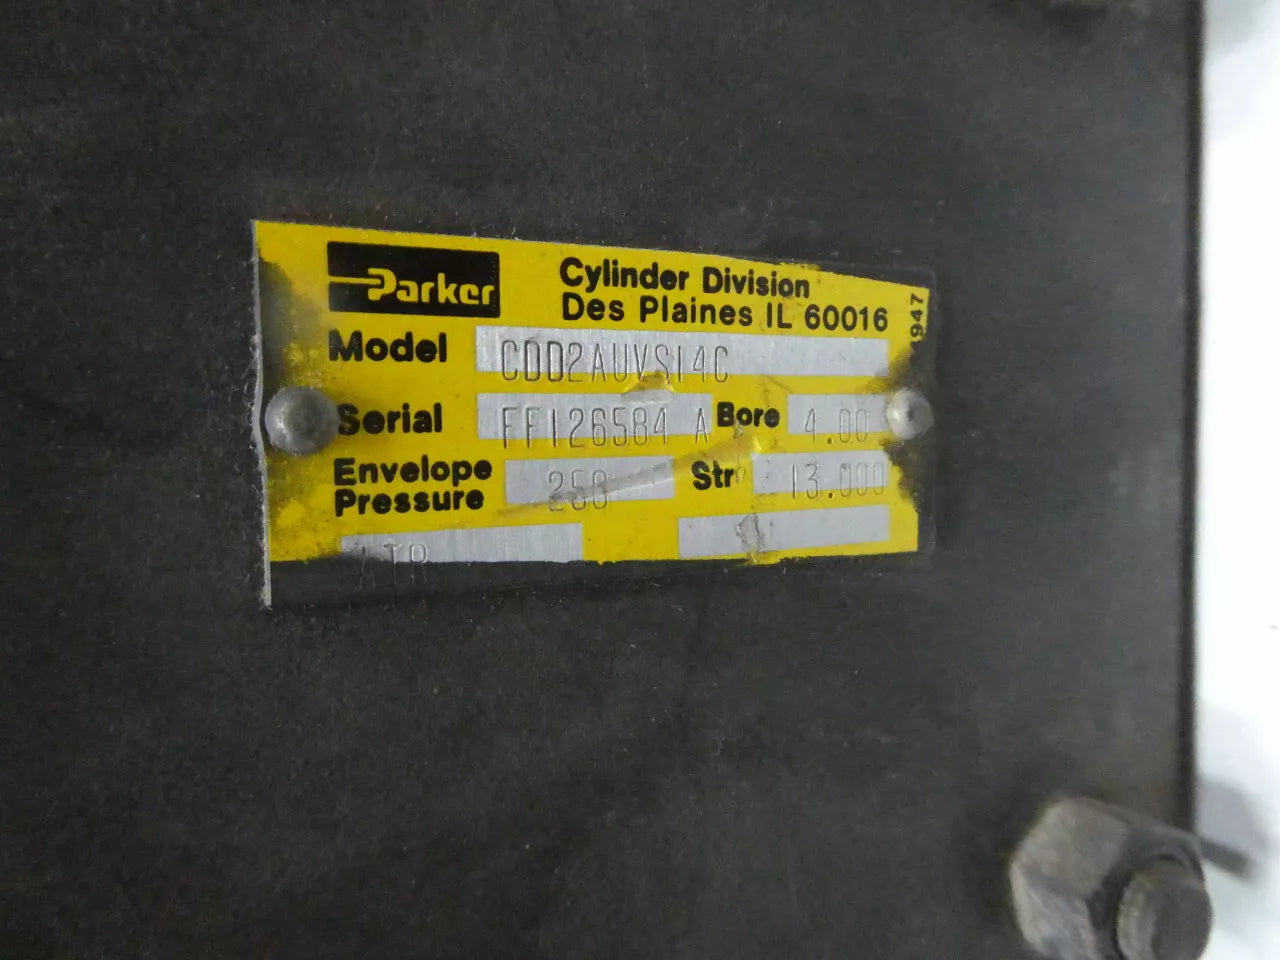 Parker
Cylinder Division
Des Plaines IL 60016
947
Model CDD2AUVS14C
Serial FF126584 A Bore 4.00
Envelope Pressure 250 Str 13.000